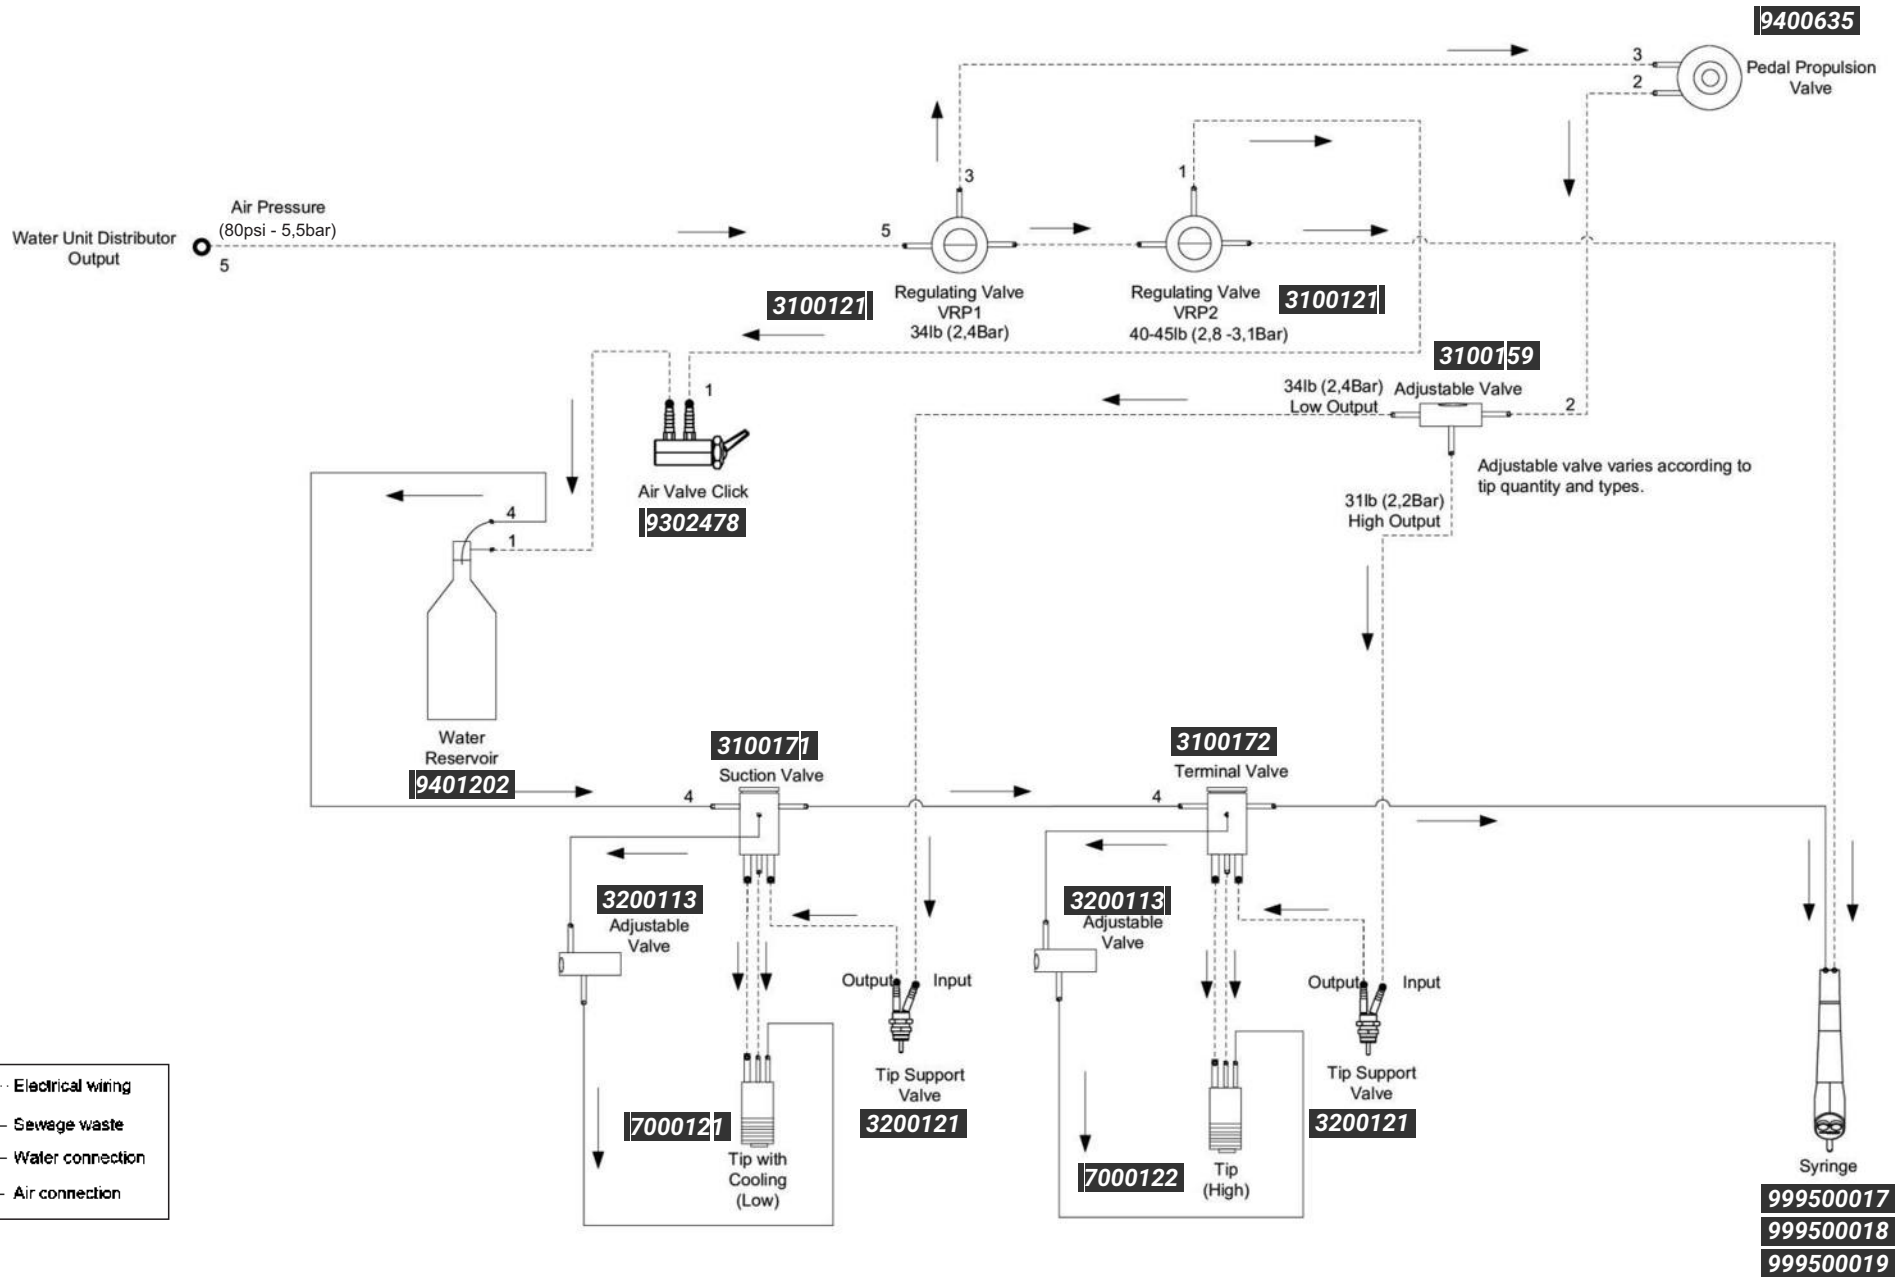 9400635
3
Pedal Propulsion
Valve
2
3
1
Air Pressure
(80psi - 5,5bar)
Water Unit Distributor
Output
5
5
Regulating Valve
VRP1
34lb (2,4Bar)
3100121
Regulating Valve
VRP2
40-45lb (2,8 -3,1Bar)
3100121
3100159
34lb (2,4Bar)
Low Output
Adjustable Valve
2
1
Adjustable valve varies according to
tip quantity and types.
Air Valve Click
9302478
31lb (2,2Bar)
High Output
4
1
Water
Reservoir
9401202
3100171
Suction Valve
4
3100172
Terminal Valve
4
3200113
Adjustable
Valve
3200113
Adjustable
Valve
Output
Input
Output
Input
Tip Support
Valve
3200121
Tip Support
Valve
3200121
7000121
Tip with
Cooling
(Low)
7000122
Tip
(High)
Syringe
999500017
999500018
999500019
Electrical wiring
Sewage waste
Water connection
Air connection